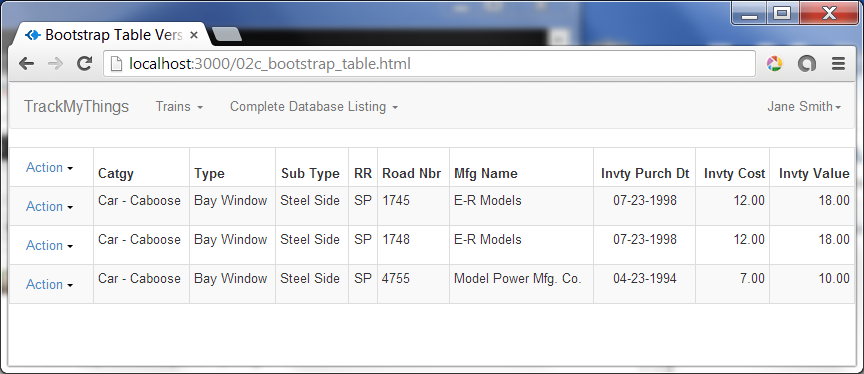 Bootstrap Table Vers
localhost:3000/02c_bootstrap_table.html
TrackMyThings Trains Complete Database Listing Jane Smith
Action Catgy Type Sub Type RR Road Nbr Mfg Name Invty Purch Dt Invty Cost Invty Value
Action Car - Caboose Bay Window Steel Side SP 1745 E-R Models 07-23-1998 12.00 18.00
Action Car - Caboose Bay Window Steel Side SP 1748 E-R Models 07-23-1998 12.00 18.00
Action Car - Caboose Bay Window Steel Side SP 4755 Model Power Mfg. Co. 04-23-1994 7.00 10.00